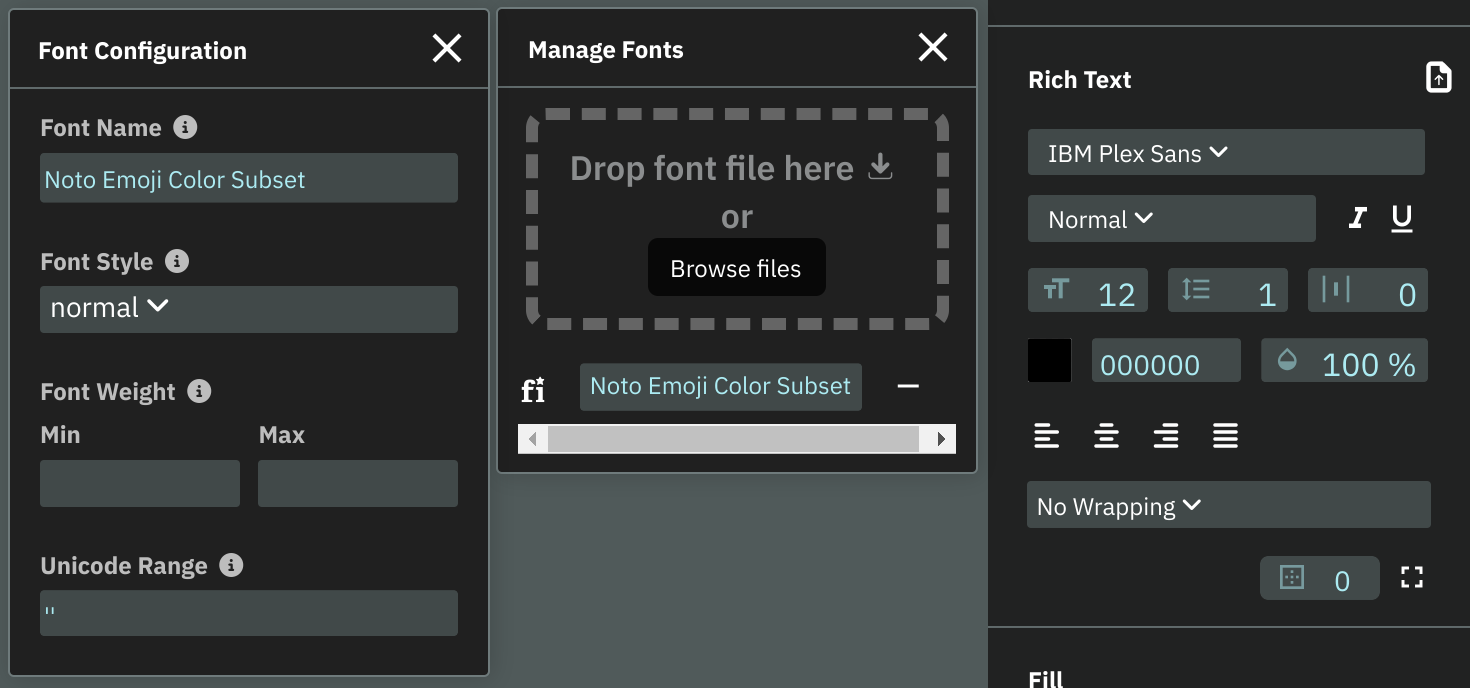 Font Configuration
Font Name
Noto Emoji Color Subset
Font Style
normal
Font Weight
Min Max
Unicode Range
''
Manage Fonts
Drop font file here
or
Browse files
fi Noto Emoji Color Subset
Rich Text
IBM Plex Sans
Normal
12 1 0
000000 100 %
No Wrapping
0
Fill